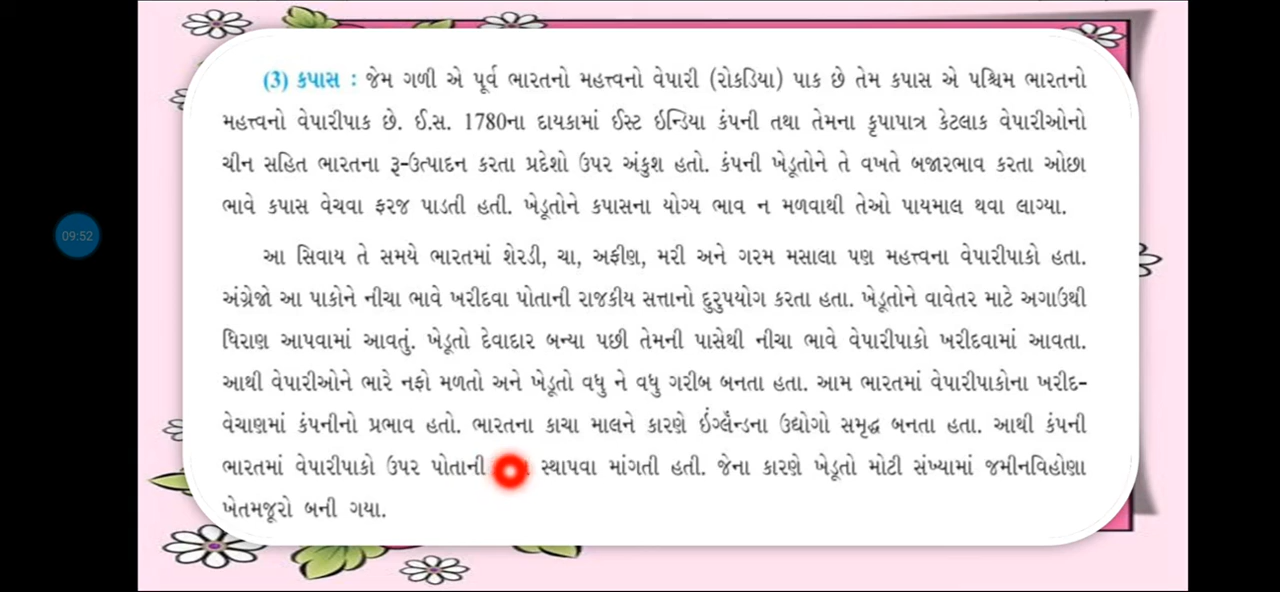 09:52
(3) કપાસ : જેમ ગળી એ પૂર્વ ભારતનો મહત્ત્વનો વેપારી (રોકડિયા) પાક છે તેમ કપાસ એ પશ્ચિમ ભારતનો
મહત્ત્વનો વેપારીપાક છે. ઈ.સ. 1780ના દાયકામાં ઈસ્ટ ઇન્ડિયા કંપની તથા તેમના કૃપાપાત્ર કેટલાક વેપારીઓનો
ચીન સહિત ભારતના રૂ-ઉત્પાદન કરતા પ્રદેશો ઉપર અંકુશ હતો. કંપની ખેડૂતોને તે વખતે બજારભાવ કરતા ઓછા
ભાવે કપાસ વેચવા ફરજ પાડતી હતી. ખેડૂતોને કપાસના યોગ્ય ભાવ ન મળવાથી તેઓ પાયમાલ થવા લાગ્યા.
આ સિવાય તે સમયે ભારતમાં શેરડી, ચા, અફીણ, મરી અને ગરમ મસાલા પણ મહત્ત્વના વેપારીપાકો હતા.
અંગ્રેજો આ પાકોને નીચા ભાવે ખરીદવા પોતાની રાજકીય સત્તાનો દુરુપયોગ કરતા હતા. ખેડૂતોને વાવેતર માટે અગાઉથી
ધિરાણ આપવામાં આવતું. ખેડૂતો દેવાદાર બન્યા પછી તેમની પાસેથી નીચા ભાવે વેપારીપાકો ખરીદવામાં આવતા.
આથી વેપારીઓને ભારે નફો મળતો અને ખેડૂતો વધુ ને વધુ ગરીબ બનતા હતા. આમ ભારતમાં વેપારીપાકોના ખરીદ-
વેચાણમાં કંપનીનો પ્રભાવ હતો. ભારતના કાચા માલને કારણે ઇંગ્લૅન્ડના ઉદ્યોગો સમૃદ્ધ બનતા હતા. આથી કંપની
ભારતમાં વેપારીપાકો ઉપર પોતાની સ્થાપવા માંગતી હતી. જેના કારણે ખેડૂતો મોટી સંખ્યામાં જમીનવિહોણા
ખેતમજૂરો બની ગયા.